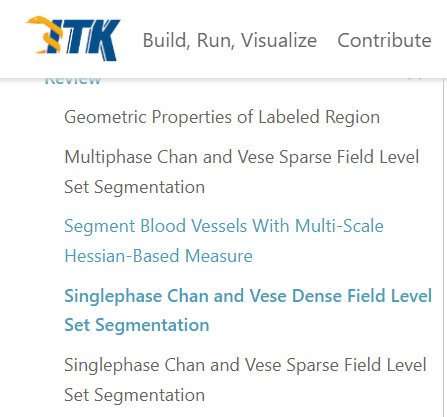 ITK Build, Run, Visualize Contribute
Review
Geometric Properties of Labeled Region
Multiphase Chan and Vese Sparse Field Level
Set Segmentation
Segment Blood Vessels With Multi-Scale
Hessian-Based Measure
Singlephase Chan and Vese Dense Field Level
Set Segmentation
Singlephase Chan and Vese Sparse Field Level
Set Segmentation